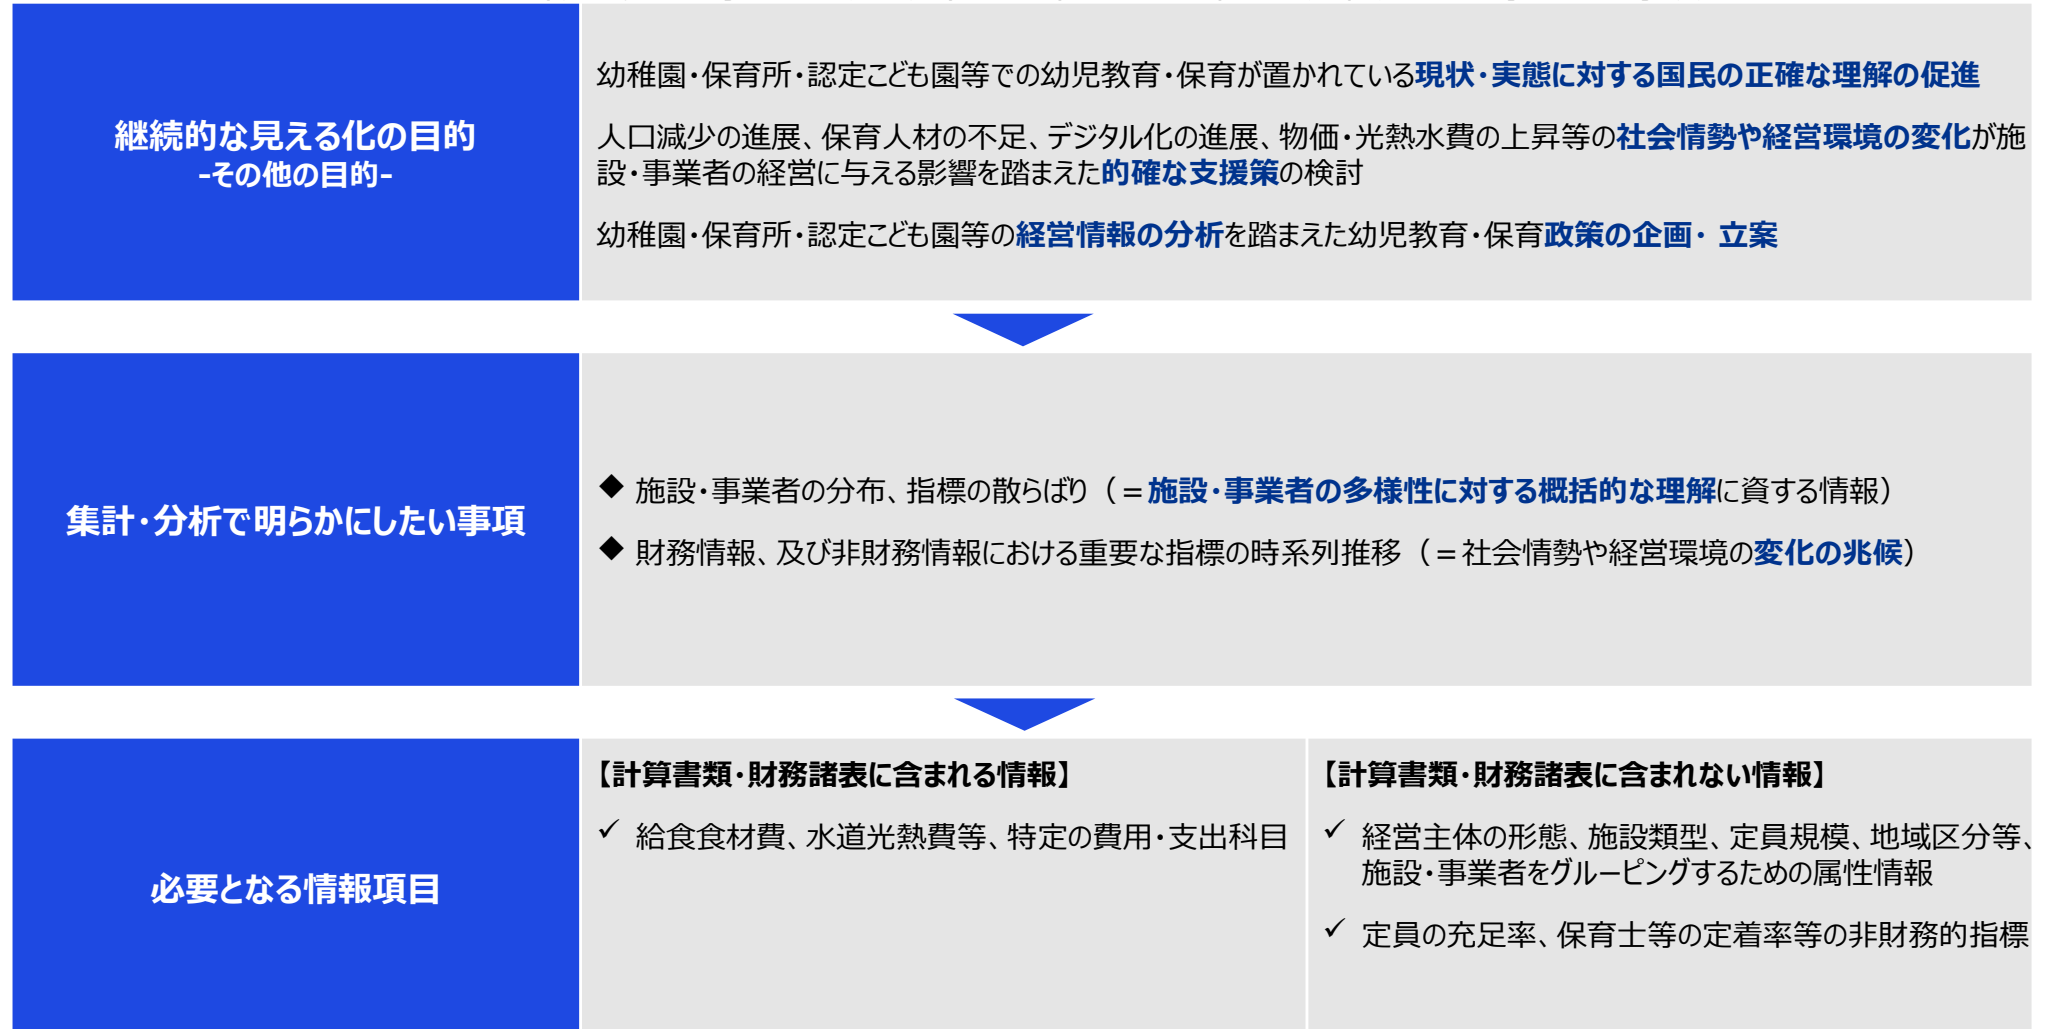 継続的な見える化の目的
-その他の目的-
幼稚園・保育所・認定こども園等での幼児教育・保育が置かれている現状・実態に対する国民の正確な理解の促進
人口減少の進展、保育人材の不足、デジタル化の進展、物価・光熱水費の上昇等の社会情勢や経営環境の変化が施
設・事業者の経営に与える影響を踏まえた的確な支援策の検討
幼稚園・保育所・認定こども園等の経営情報の分析を踏まえた幼児教育・保育政策の企画・ 立案
集計・分析で明らかにしたい事項
◆ 施設・事業者の分布、指標の散らばり（＝施設・事業者の多様性に対する概括的な理解に資する情報）
◆ 財務情報、及び非財務情報における重要な指標の時系列推移（＝社会情勢や経営環境の変化の兆候）
必要となる情報項目
【計算書類・財務諸表に含まれる情報】
✓ 給食食材費、水道光熱費等、特定の費用・支出科目
【計算書類・財務諸表に含まれない情報】
✓ 経営主体の形態、施設類型、定員規模、地域区分等、
施設・事業者をグルーピングするための属性情報
✓ 定員の充足率、保育士等の定着率等の非財務的指標